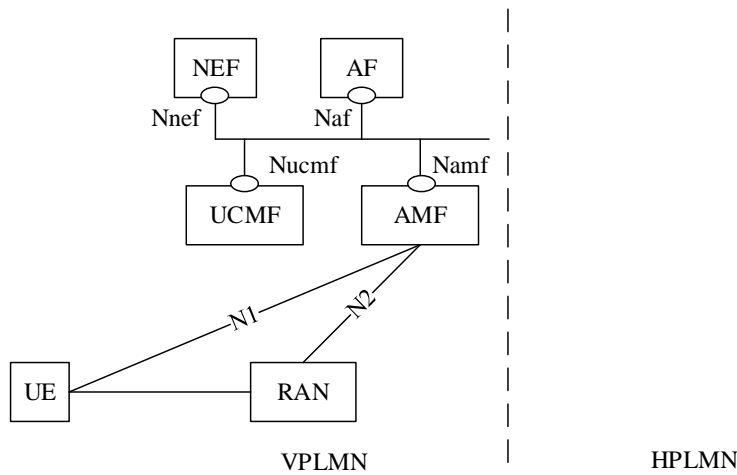 NEF
AF
Nnef
Naf
Nucmf
Namf
UCMF
AMF
N1
N2
UE
RAN
VPLMN
HPLMN